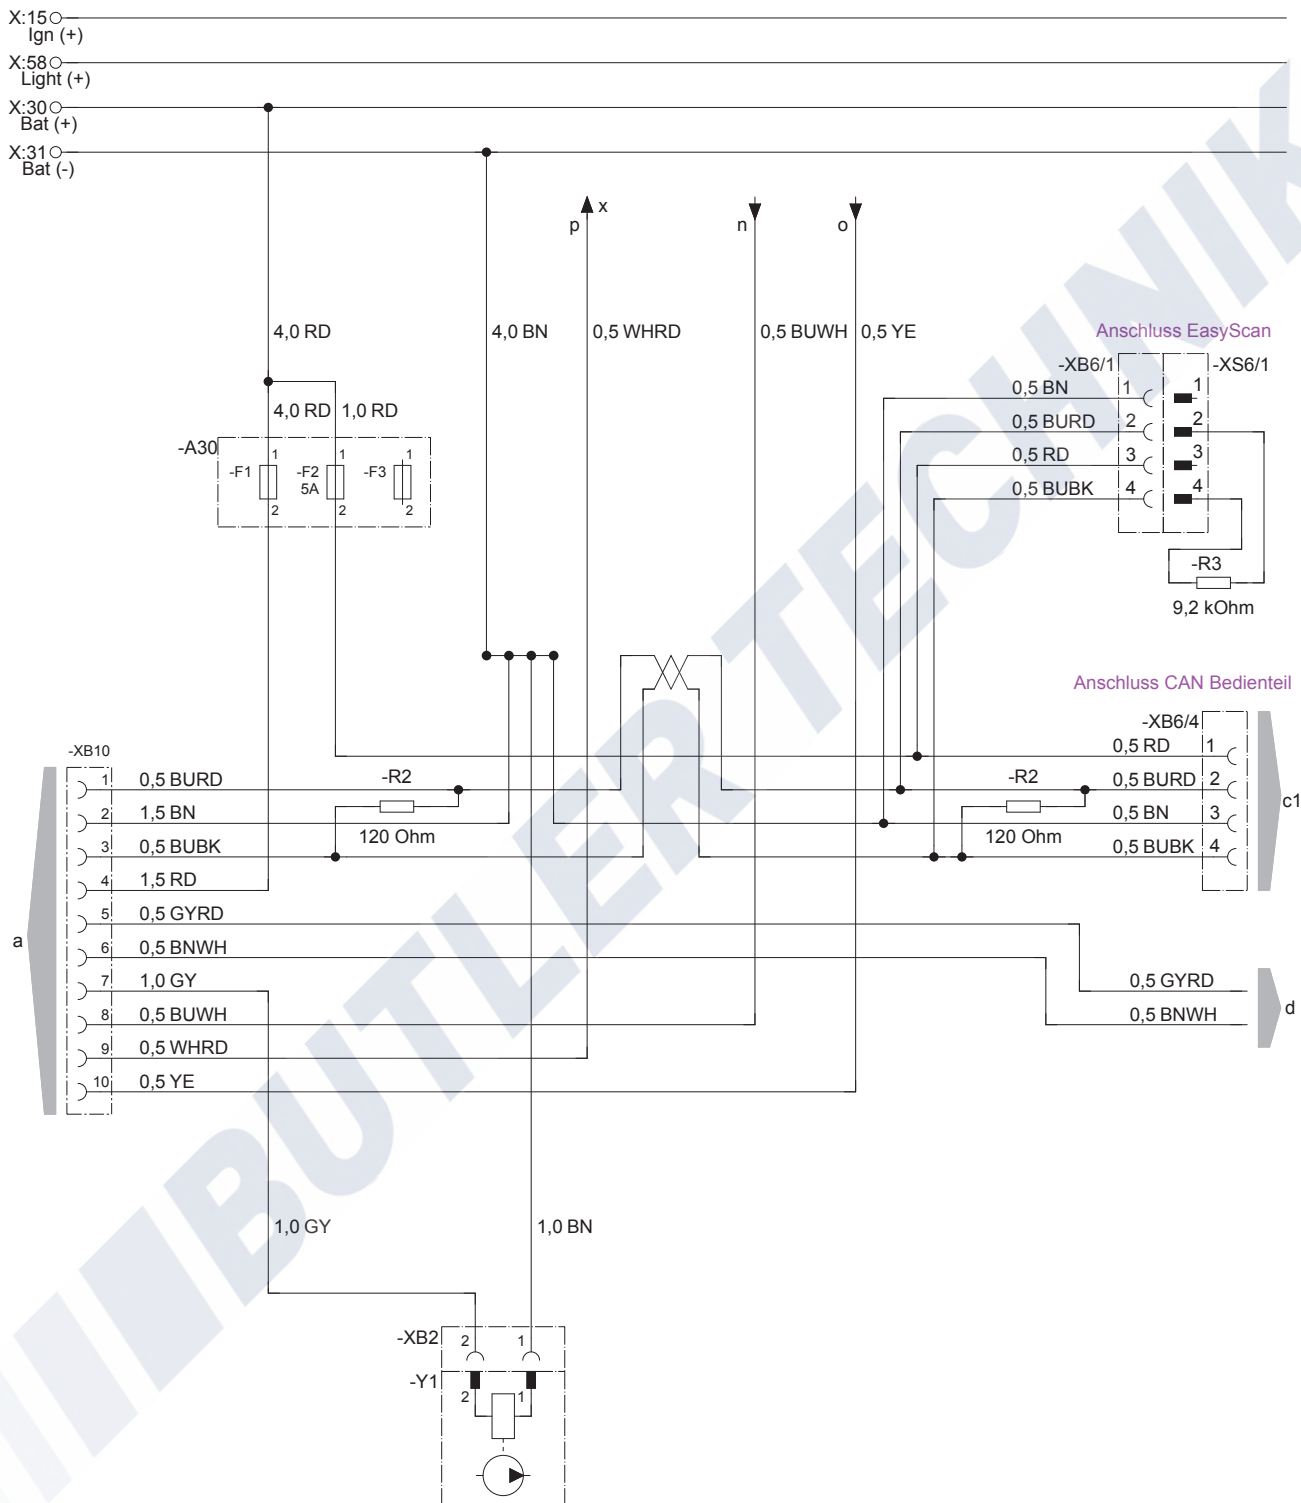 X:15
Ign (+)
X:58
Light (+)
X:30
Bat (+)
X:31
Bat (-)
p
x
n
o
4,0 RD
4,0 BN
0,5 WHRD
0,5 BUWH
0,5 YE
Anschluss EasyScan
-XB6/1
-XS6/1
0,5 BN
1
1
0,5 BURD
2
2
0,5 RD
3
3
0,5 BUBK
4
4
-R3
9,2 kOhm
4,0 RD
1,0 RD
-A30
1
1
1
-F1
-F2
5A
-F3
2
2
2
Anschluss CAN Bedienteil
-XB6/4
0,5 RD
1
0,5 BURD
2
0,5 BN
3
0,5 BUBK
4
c1
-R2
120 Ohm
-R2
120 Ohm
-XB10
1
0,5 BURD
2
1,5 BN
3
0,5 BUBK
4
1,5 RD
5
0,5 GYRD
6
0,5 BNWH
7
1,0 GY
8
0,5 BUWH
9
0,5 WHRD
10
0,5 YE
a
0,5 GYRD
0,5 BNWH
d
1,0 GY
1,0 BN
-XB2
2
1
-Y1
2
1
BUTLER TECHNIK